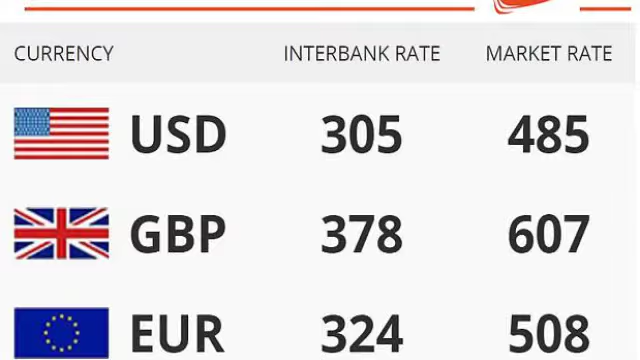 CURRENCY INTERBANK RATE MARKET RATE
USD 305 485
GBP 378 607
EUR 324 508